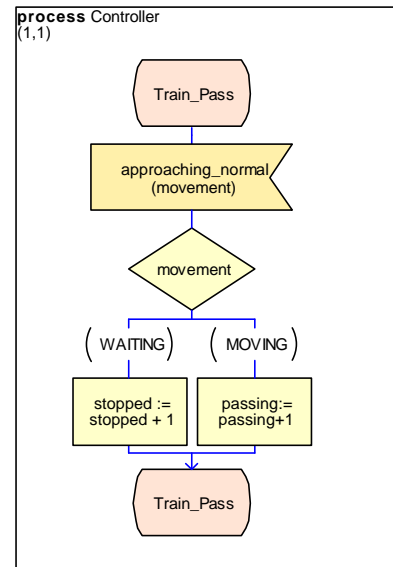 process Controller
(1,1)
Train_Pass
approaching_normal
(movement)
movement
( WAITING )
( MOVING )
stopped :=
stopped + 1
passing:=
passing+1
Train_Pass